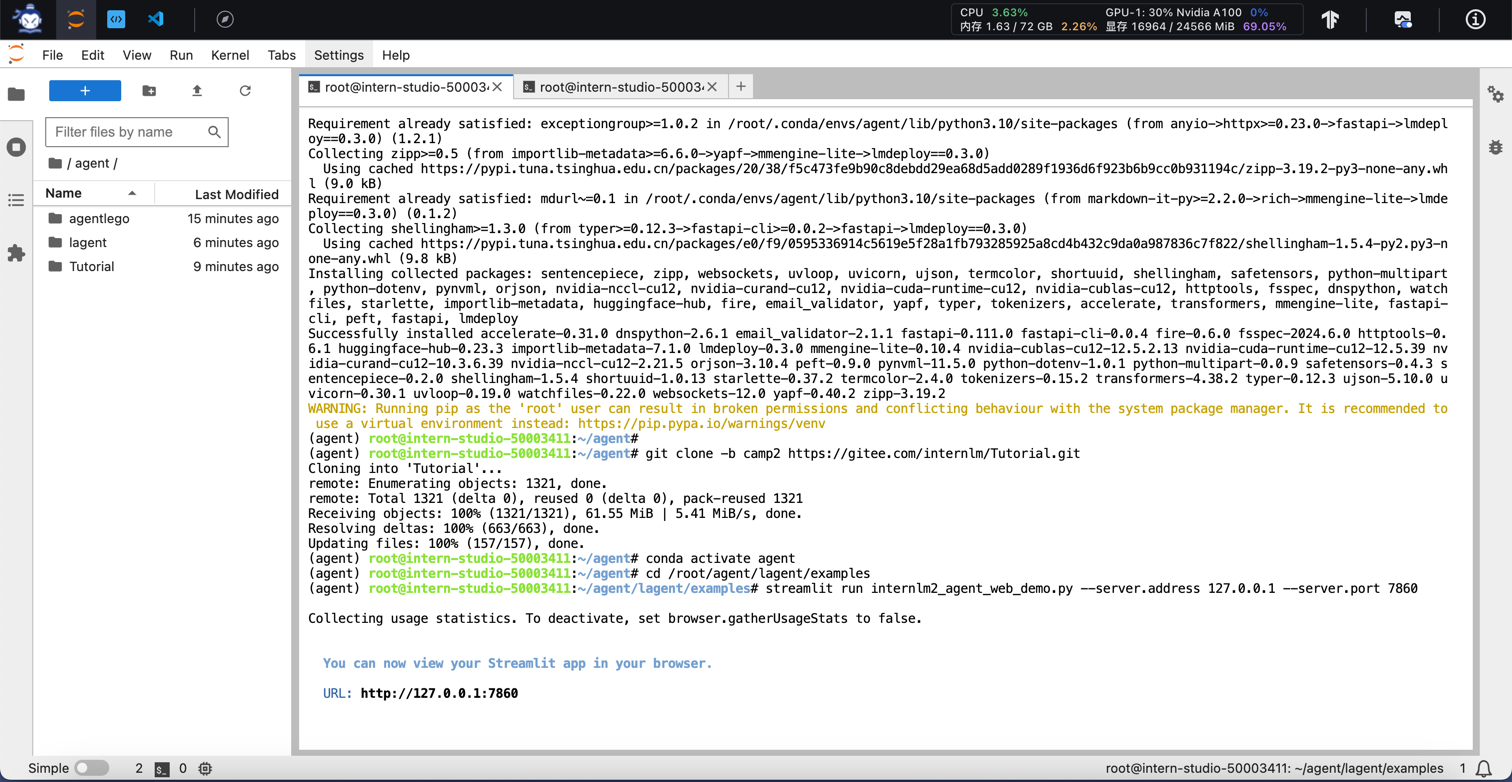 CPU 3.63% GPU-1: 30% Nvidia A100 0%
内存 1.63 / 72 GB 2.26% 显存 16964 / 24566 MiB 69.05%
File Edit View Run Kernel Tabs Settings Help
root@intern-studio-50003
root@intern-studio-50003
Filter files by name
/ agent /
Name Last Modified
agentlego 15 minutes ago
lagent 6 minutes ago
Tutorial 9 minutes ago
Requirement already satisfied: exceptiongroup>=1.0.2 in /root/.conda/envs/agent/lib/python3.10/site-packages (from anyio->httpx>=0.23.0->fastapi->lmdepl
oy==0.3.0) (1.2.1)
Collecting zipp>=0.5 (from importlib-metadata>=6.6.0->yapf->mmengine-lite->lmdeploy==0.3.0)
Using cached https://pypi.tuna.tsinghua.edu.cn/packages/20/38/f5c473fe9b90c8debdd29ea68d5add0289f1936d6f923b6b9cc0b931194c/zipp-3.19.2-py3-none-any.wh
l (9.0 kB)
Requirement already satisfied: mdurl~=0.1 in /root/.conda/envs/agent/lib/python3.10/site-packages (from markdown-it-py>=2.2.0->rich->mmengine-lite->lmde
ploy==0.3.0) (0.1.2)
Collecting shellingham>=1.3.0 (from typer>=0.12.3->fastapi-cli>=0.0.2->fastapi->lmdeploy==0.3.0)
Using cached https://pypi.tuna.tsinghua.edu.cn/packages/e0/f9/0595336914c5619e5f28a1fb793285925a8cd4b432c9da0a987836c7f822/shellingham-1.5.4-py2.py3-n
one-any.whl (9.8 kB)
Installing collected packages: sentencepiece, zipp, websockets, uvloop, uvicorn, ujson, termcolor, shortuuid, shellingham, safetensors, python-multipart
, python-dotenv, pynvml, orjson, nvidia-nccl-cu12, nvidia-curand-cu12, nvidia-cuda-runtime-cu12, nvidia-cublas-cu12, httptools, fsspec, dnspython, watch
files, starlette, importlib-metadata, huggingface-hub, fire, email_validator, yapf, typer, tokenizers, accelerate, transformers, mmengine-lite, fastapi-
cli, peft, fastapi, lmdeploy
Successfully installed accelerate-0.31.0 dnspython-2.6.1 email_validator-2.1.1 fastapi-0.111.0 fastapi-cli-0.0.4 fire-0.6.0 fsspec-2024.6.0 httptools-0.
6.1 huggingface-hub-0.23.3 importlib-metadata-7.1.0 lmdeploy-0.3.0 mmengine-lite-0.10.4 nvidia-cublas-cu12-12.5.2.13 nvidia-cuda-runtime-cu12-12.5.39 nv
idia-curand-cu12-10.3.6.39 nvidia-nccl-cu12-2.21.5 orjson-3.10.4 peft-0.9.0 pynvml-11.5.0 python-dotenv-1.0.1 python-multipart-0.0.9 safetensors-0.4.3 s
entencepiece-0.2.0 shellingham-1.5.4 shortuuid-1.0.13 starlette-0.37.2 termcolor-2.4.0 tokenizers-0.15.2 transformers-4.38.2 typer-0.12.3 ujson-5.10.0 u
vicorn-0.30.1 uvloop-0.19.0 watchfiles-0.22.0 websockets-12.0 yapf-0.40.2 zipp-3.19.2
WARNING: Running pip as the 'root' user can result in broken permissions and conflicting behaviour with the system package manager. It is recommended to
use a virtual environment instead: https://pip.pypa.io/warnings/venv
(agent) root@intern-studio-50003411:~/agent#
(agent) root@intern-studio-50003411:~/agent# git clone -b camp2 https://gitee.com/internlm/Tutorial.git
Cloning into 'Tutorial'...
remote: Enumerating objects: 1321, done.
remote: Total 1321 (delta 0), reused 0 (delta 0), pack-reused 1321
Receiving objects: 100% (1321/1321), 61.55 MiB | 5.41 MiB/s, done.
Resolving deltas: 100% (663/663), done.
Updating files: 100% (157/157), done.
(agent) root@intern-studio-50003411:~/agent# conda activate agent
(agent) root@intern-studio-50003411:~/agent# cd /root/agent/lagent/examples
(agent) root@intern-studio-50003411:~/agent/lagent/examples# streamlit run internlm2_agent_web_demo.py --server.address 127.0.0.1 --server.port 7860
Collecting usage statistics. To deactivate, set browser.gatherUsageStats to false.
You can now view your Streamlit app in your browser.
URL: http://127.0.0.1:7860
Simple 2 0 root@intern-studio-50003411: ~/agent/lagent/examples 1